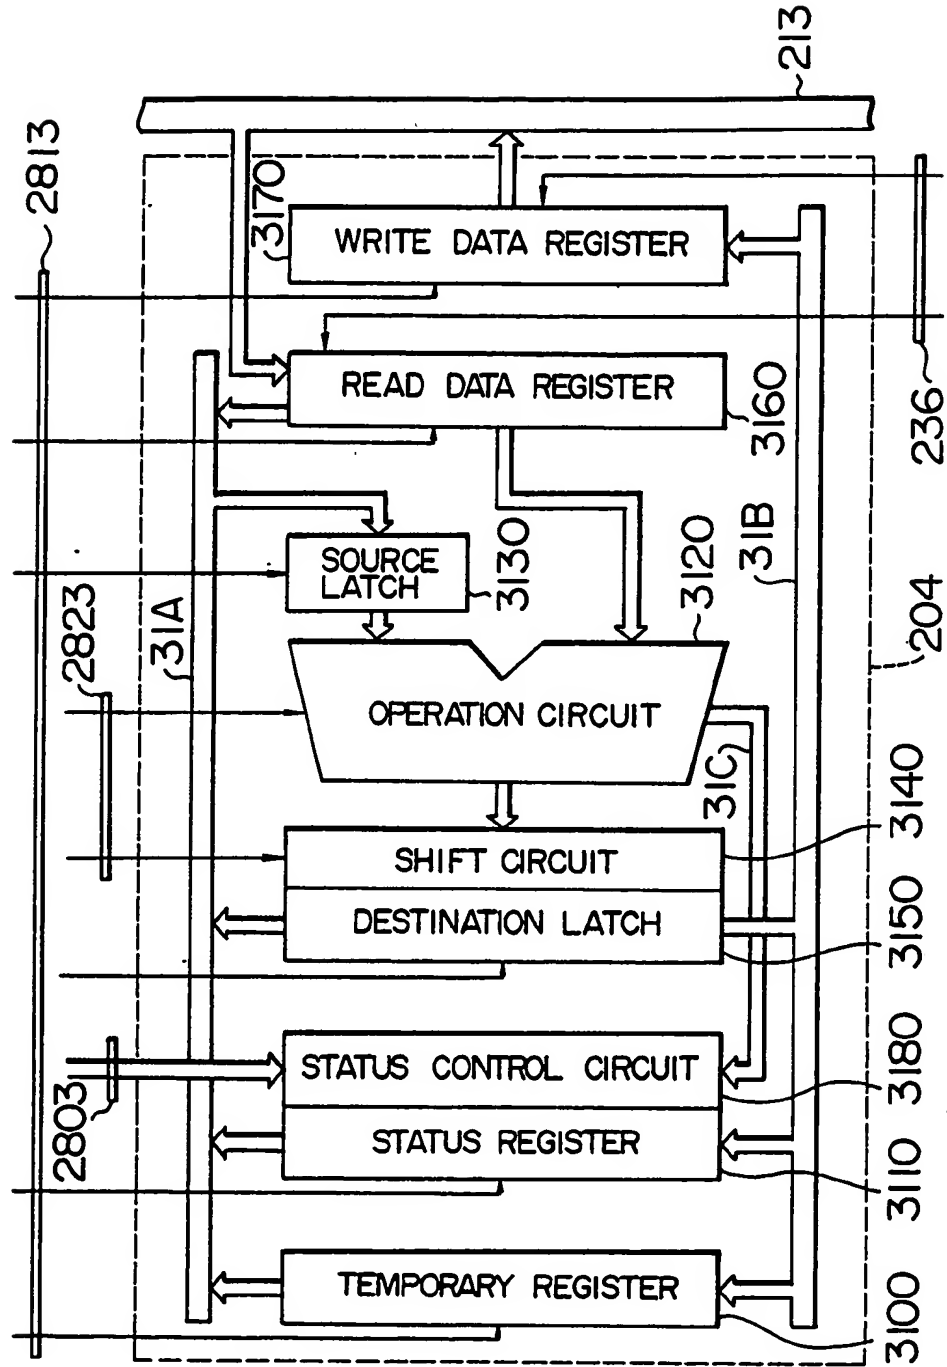 2813
213
3170
WRITE DATA REGISTER
READ DATA REGISTER
3160
236
SOURCE
LATCH
3130
2823
31A
3120
31B
204
OPERATION CIRCUIT
31C
SHIFT CIRCUIT
3140
DESTINATION LATCH
3150
2803
STATUS CONTROL CIRCUIT
3180
STATUS REGISTER
3110
TEMPORARY REGISTER
3100